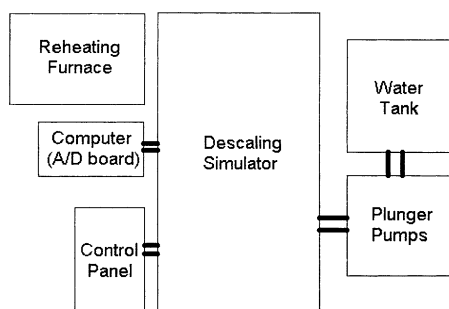 Reheating
Furnace
Computer
(A/D board)
Control
Panel
Descaling
Simulator
Water
Tank
Plunger
Pumps